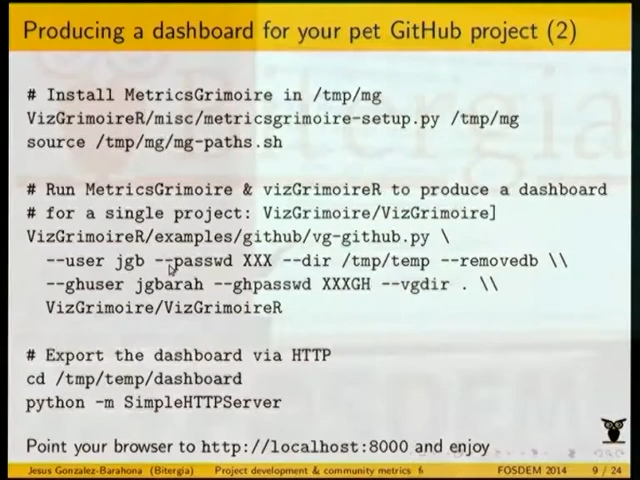 Producing a dashboard for your pet GitHub project (2)
# Install MetricsGrimoire in /tmp/mg
VizGrimoireR/misc/metricsgrimoire-setup.py /tmp/mg
source /tmp/mg/mg-paths.sh
# Run MetricsGrimoire & vizGrimoireR to produce a dashboard
# for a single project: VizGrimoire/VizGrimoire]
VizGrimoireR/examples/github/vg-github.py \
--user jgb --passwd XXX --dir /tmp/temp --removedb \\
--ghuser jgbarah --ghpasswd XXXGH --vgdir . \\
VizGrimoire/VizGrimoireR
# Export the dashboard via HTTP
cd /tmp/temp/dashboard
python -m SimpleHTTPServer
Point your browser to http://localhost:8000 and enjoy
Jesus Gonzalez-Barahona (Bitergia) Project development & community metrics 6 FOSDEM 2014 9 / 24
Bitergia
FOSDEM